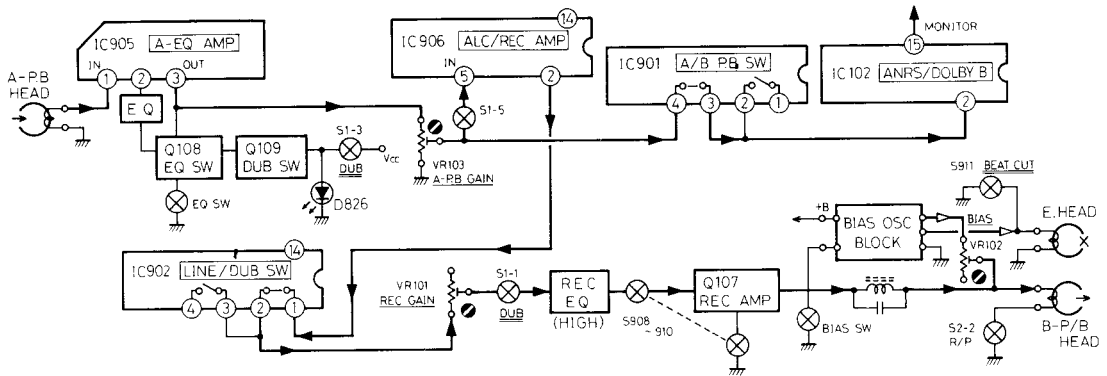 IC905 A-EQ AMP
IN OUT
1 2 3
A-P.B
HEAD
EQ
Q108
EQ SW
Q109
DUB SW
S1-3
DUB
Vcc
EQ SW
D826
VR103
A-P.B GAIN
14
IC906 ALC/REC AMP
IN
5 2
S1-5
IC901 A/B P.B SW
4 3 2 1
MONITOR
15
IC102 ANRS/DOLBY B
2
14
IC902 LINE/DUB SW
4 3 2 1
VR101
REC GAIN
S1-1
DUB
REC
EQ
(HIGH)
S908
~910
Q107
REC AMP
BIAS SW
+B
BIAS OSC
BLOCK
BIAS
VR102
S911 BEAT CUT
E.HEAD
S2-2
R/P
B-P/B
HEAD